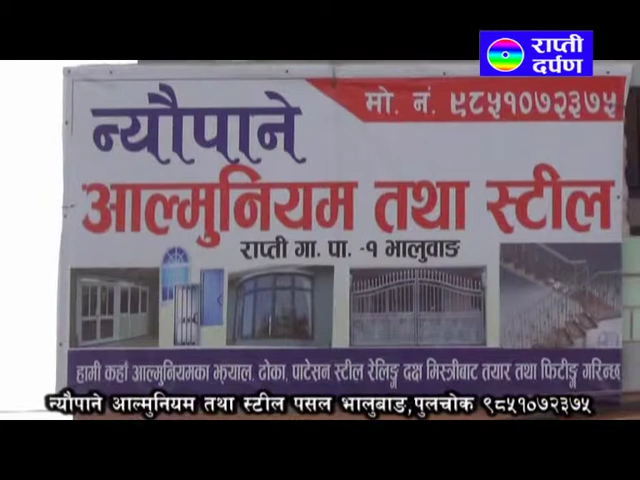 राप्ती
दर्पण
मो. नं. ९८५१०७२३७५
न्यौपाने
आल्मुनियम तथा स्टील
राप्ती गा. पा. -१ भालुवाङ
हामी कहाँ आल्मुनियमका झ्याल, ढोका, पाटेसन स्टील रेलिङ्ग दक्ष मिस्त्रीबाट तयार तथा फिटीङ्ग गरिन्छ
न्यौपाने आल्मुनियम तथा स्टील पसल भालुबाङ,पुलचोक ९८५१०७२३७५